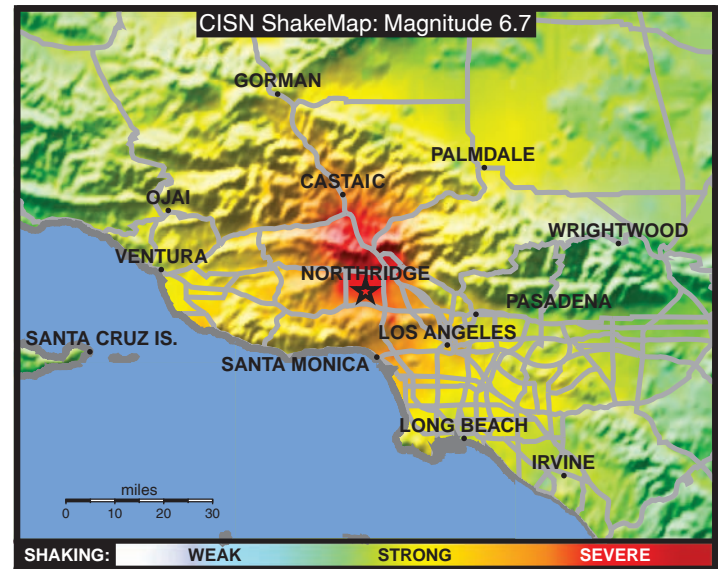 CISN ShakeMap: Magnitude 6.7
GORMAN
PALMDALE
CASTAIC
OJAI
WRIGHTWOOD
VENTURA
NORTHRIDGE
PASADENA
SANTA CRUZ IS.
LOS ANGELES
SANTA MONICA
LONG BEACH
IRVINE
miles
0 10 20 30
SHAKING: WEAK STRONG SEVERE